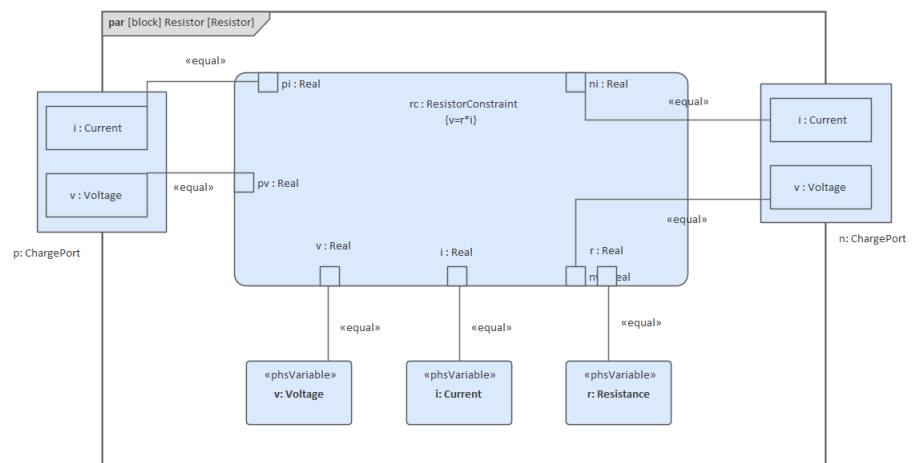 par [block] Resistor [Resistor]
«equal»
pi : Real
ni : Real
rc : ResistorConstraint
{v=r*i}
«equal»
i : Current
i : Current
«equal»
pv : Real
v : Voltage
v : Voltage
«equal»
p: ChargePort
n: ChargePort
v : Real
i : Real
r : Real
«equal»
«equal»
«equal»
«phsVariable»
v: Voltage
«phsVariable»
i: Current
«phsVariable»
r: Resistance